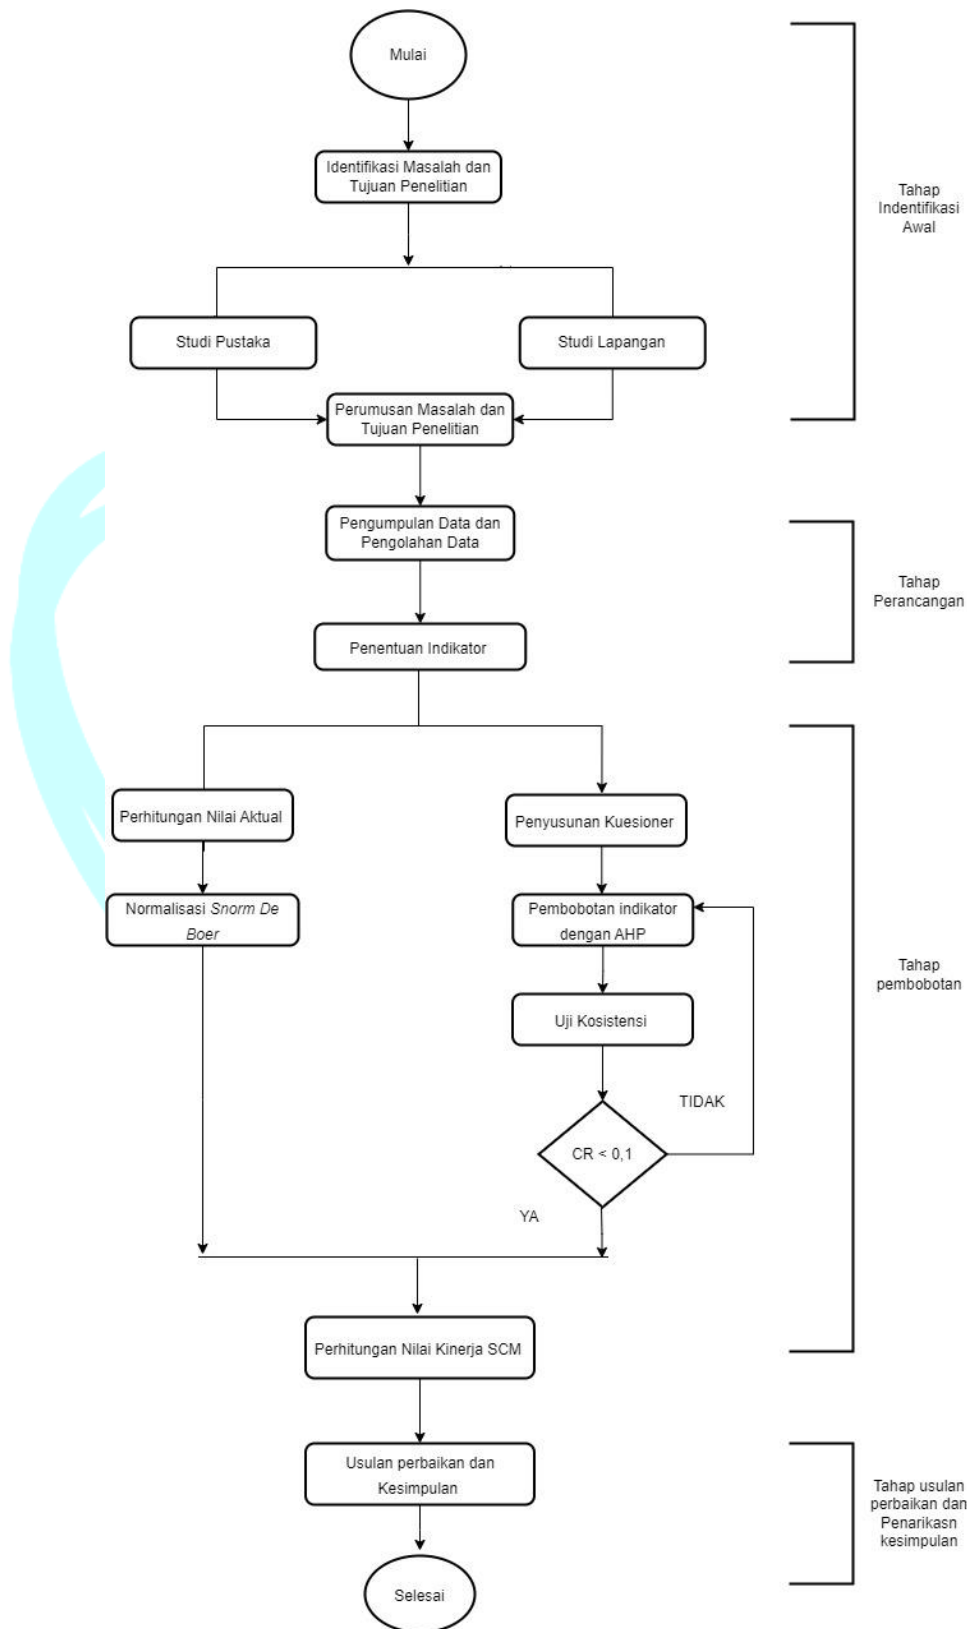 Mulai
Identifikasi Masalah dan
Tujuan Penelitian
Tahap
Indentifikasi
Awal
Studi Pustaka
Studi Lapangan
Perumusan Masalah dan
Tujuan Penelitian
Pengumpulan Data dan
Pengolahan Data
Tahap
Perancangan
Penentuan Indikator
Perhitungan Nilai Aktual
Penyusunan Kuesioner
Normalisasi Snorm De
Boer
Pembobotan indikator
dengan AHP
Tahap
pembobotan
Uji Kosistensi
TIDAK
CR < 0,1
YA
Perhitungan Nilai Kinerja SCM
Usulan perbaikan dan
Kesimpulan
Tahap usulan
perbaikan dan
Penarikasn
kesimpulan
Selesai